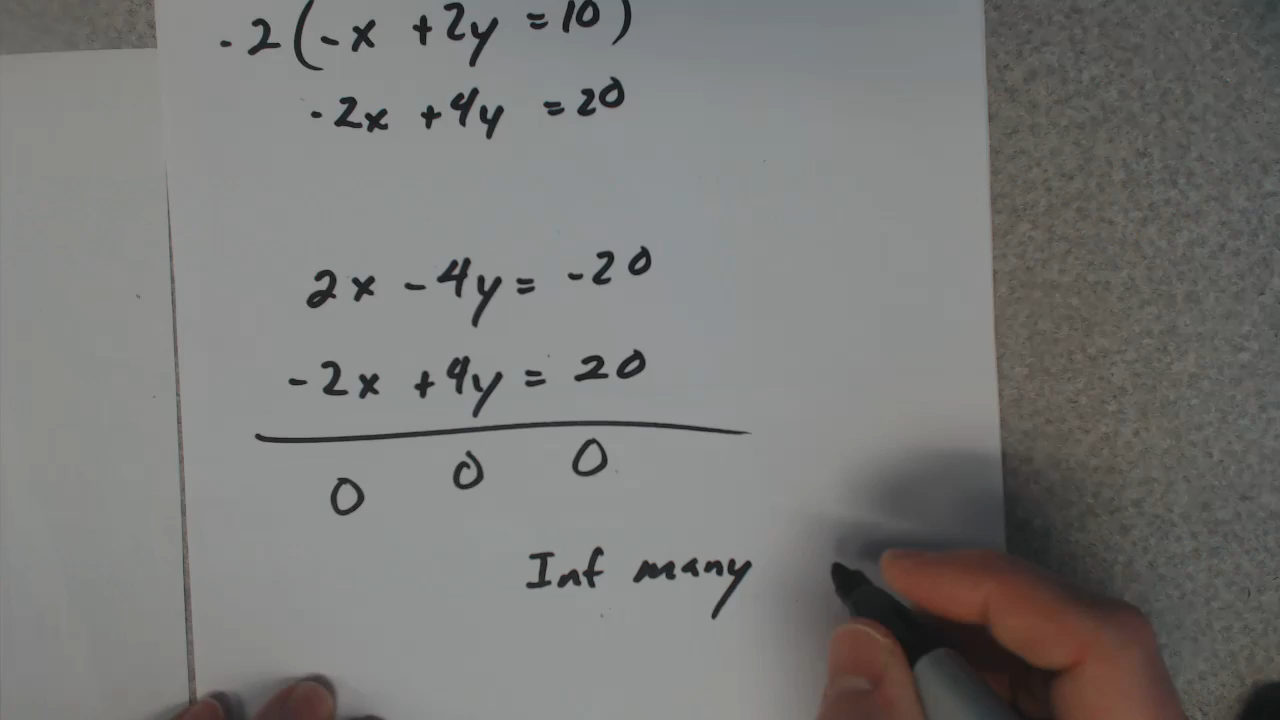 -2(-x +2y =10)
-2x +4y =20
2x -4y = -20
-2x +4y = 20
0 0 0
Inf many